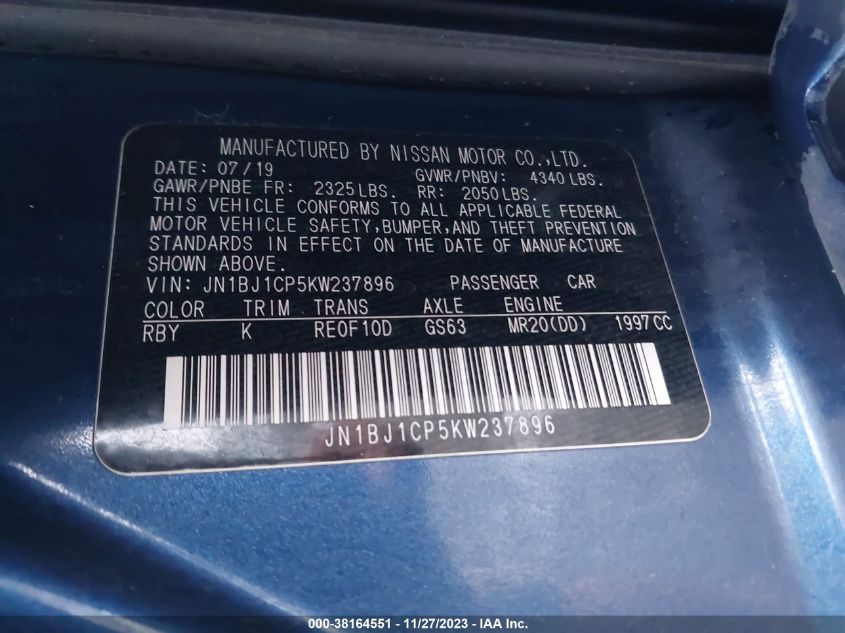 MANUFACTURED BY NISSAN MOTOR CO.,LTD.
DATE: 07/19 GVWR/PNBV: 4340 LBS.
GAWR/PNBE FR: 2325 LBS. RR: 2050 LBS.
THIS VEHICLE CONFORMS TO ALL APPLICABLE FEDERAL
MOTOR VEHICLE SAFETY,BUMPER,AND THEFT PREVENTION
STANDARDS IN EFFECT ON THE DATE OF MANUFACTURE
SHOWN ABOVE.
VIN: JN1BJ1CP5KW237896 PASSENGER CAR
COLOR TRIM TRANS AXLE ENGINE
RBY K RE0F10D GS63 MR20(DD) 1997CC
JN1BJ1CP5KW237896
000-38164551 - 11/27/2023 - IAA Inc.